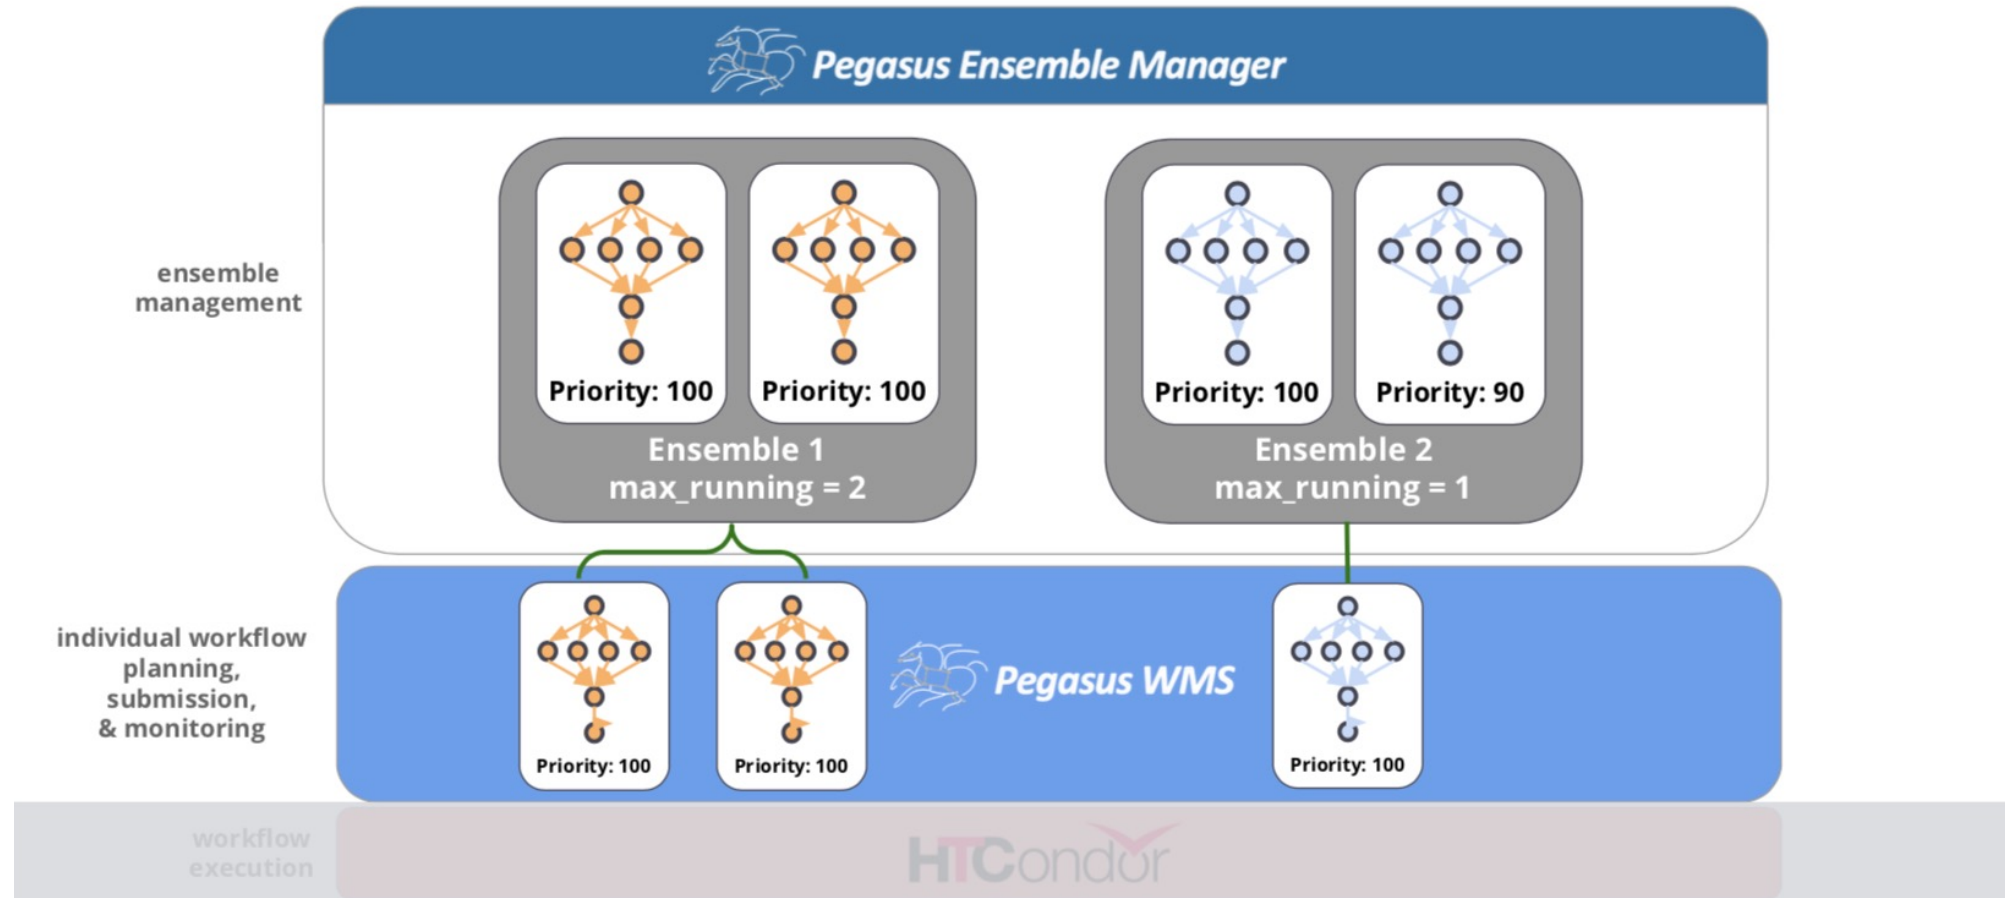 Pegasus Ensemble Manager
ensemble
management
Priority: 100
Priority: 100
Ensemble 1
max_running = 2
Priority: 100
Priority: 90
Ensemble 2
max_running = 1
individual workflow
planning,
submission,
& monitoring
Priority: 100
Priority: 100
Pegasus WMS
Priority: 100
workflow
execution
HTCondor